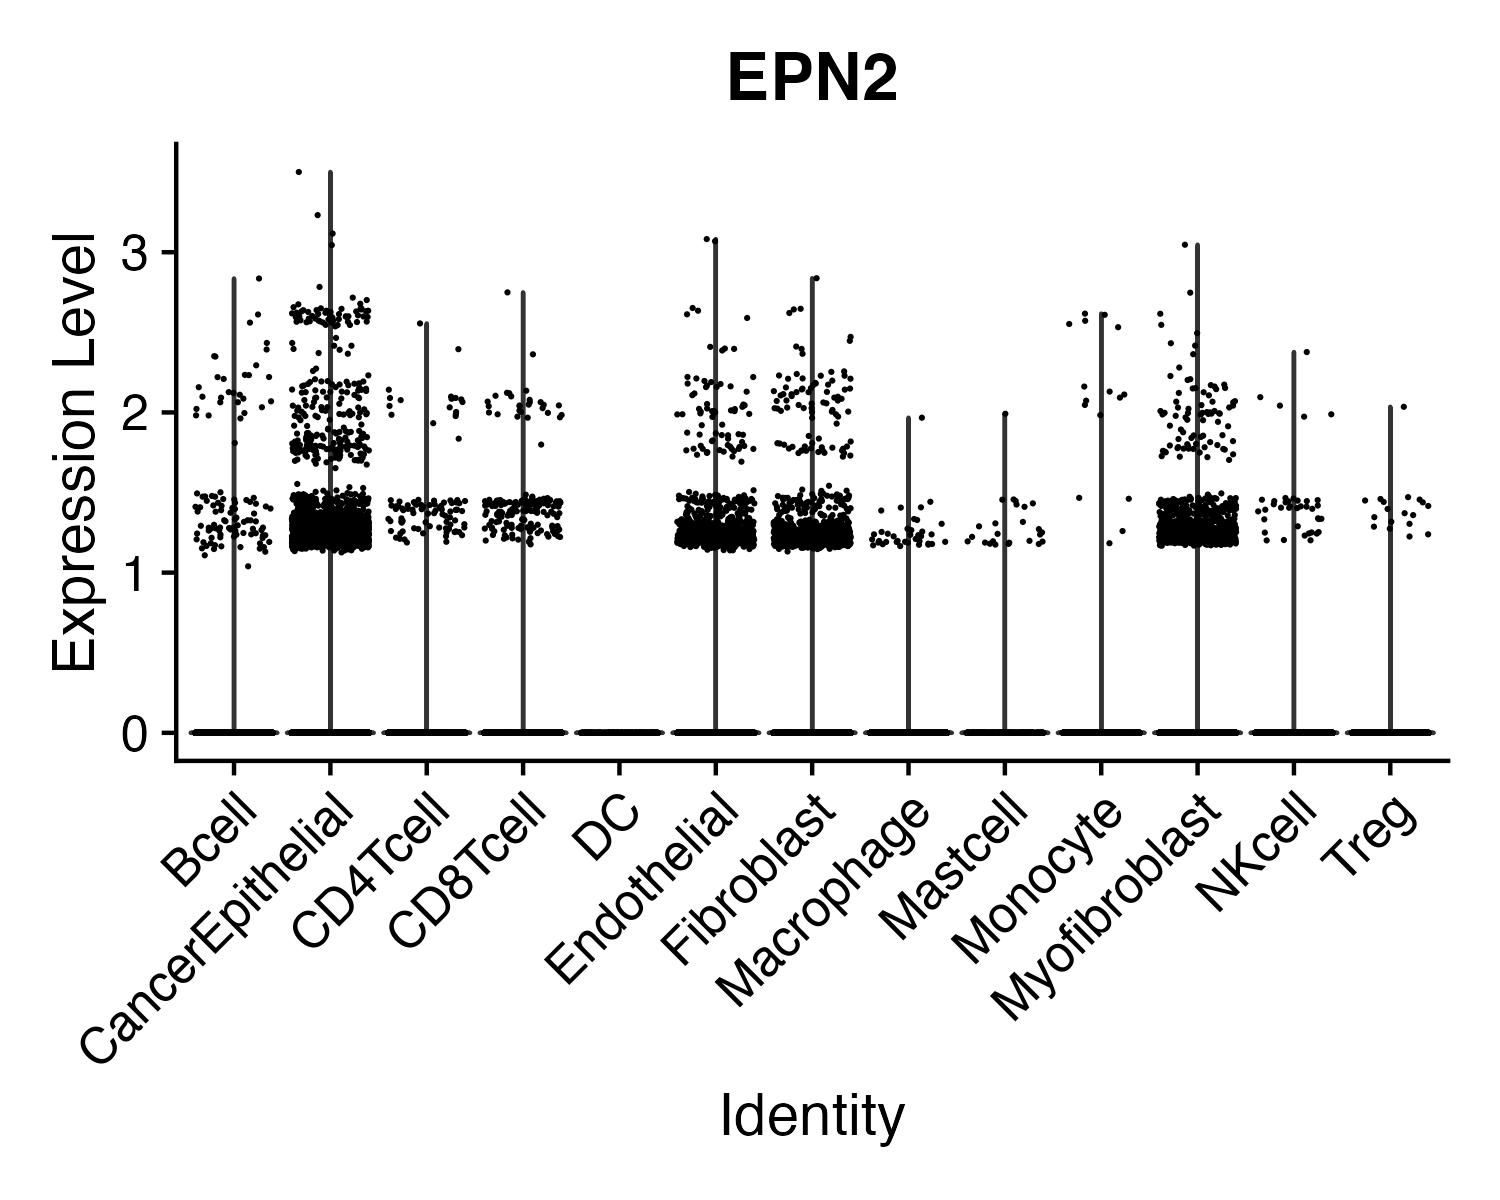 EPN2
Expression Level
3
2
1
0
Bcell
CancerEpithelial
CD4Tcell
CD8Tcell
DC
Endothelial
Fibroblast
Macrophage
Mastcell
Monocyte
Myofibroblast
NKcell
Treg
Identity